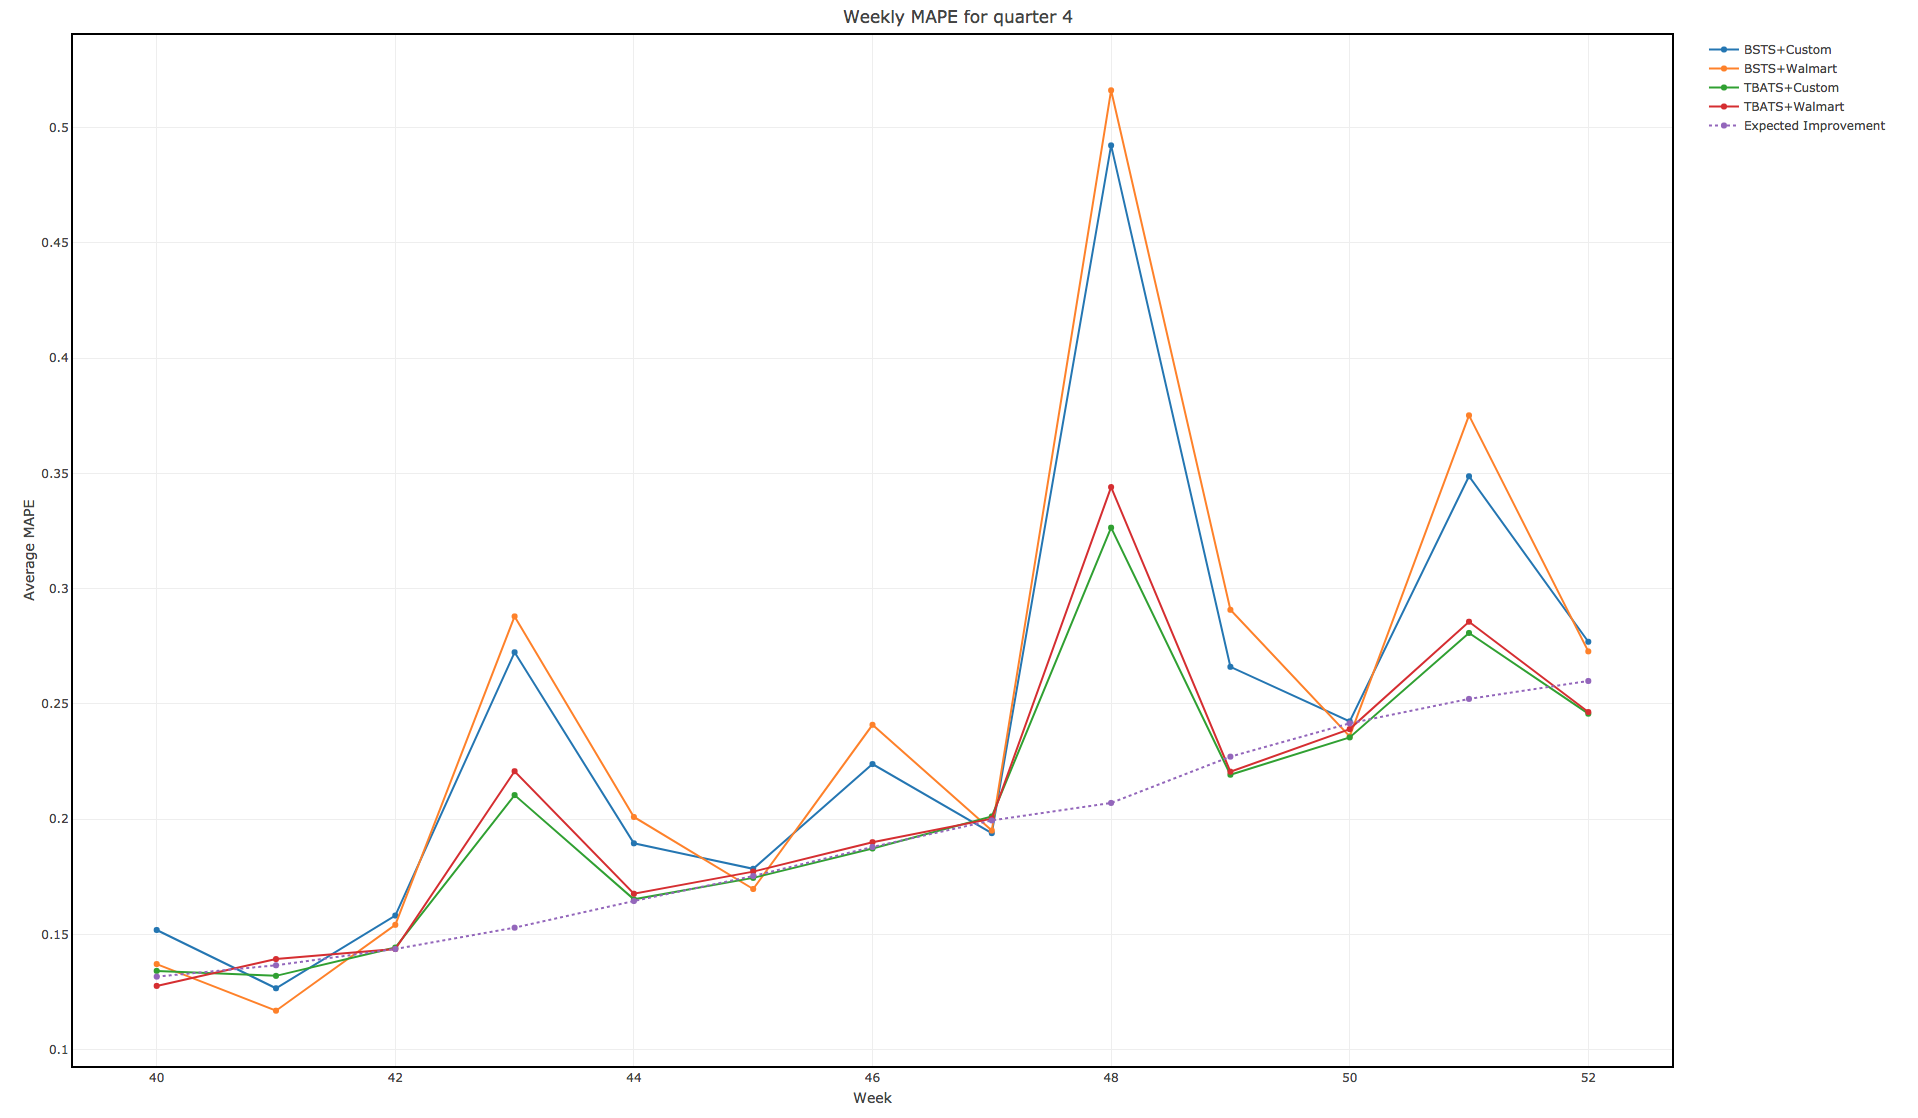 Weekly MAPE for quarter 4
BSTS+Custom
BSTS+Walmart
TBATS+Custom
TBATS+Walmart
Expected Improvement
Average MAPE
0.5
0.45
0.4
0.35
0.3
0.25
0.2
0.15
0.1
40 42 44 46 48 50 52
Week